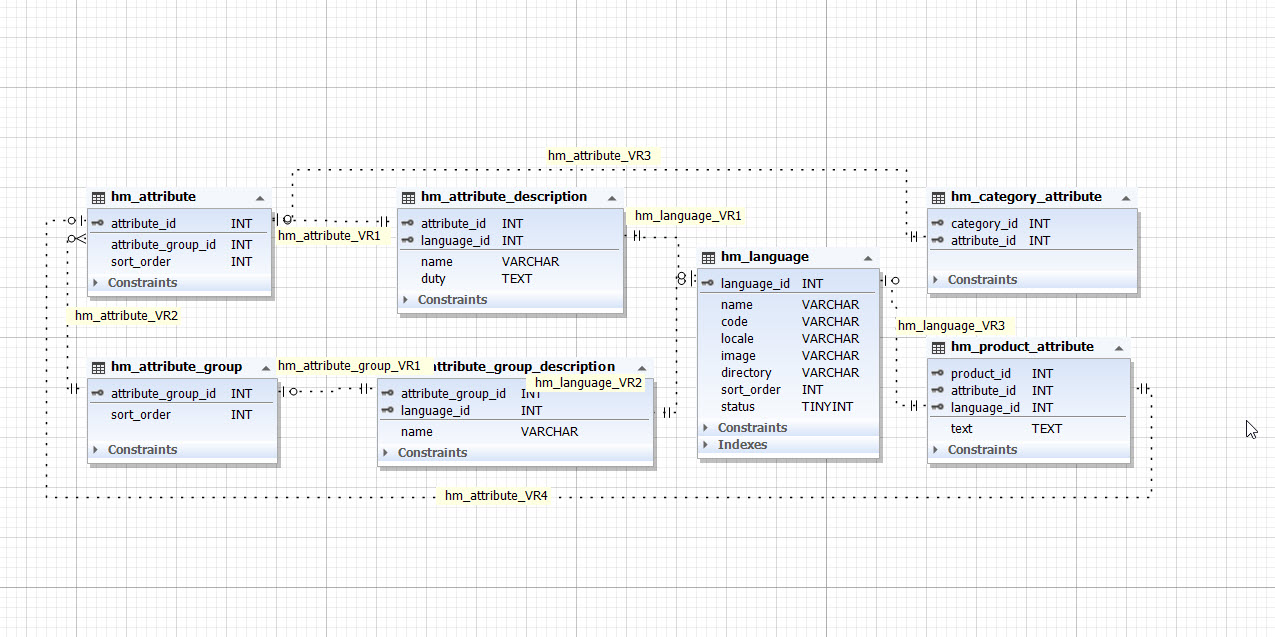 hm_attribute_VR3
hm_attribute
attribute_id INT
attribute_group_id INT
sort_order INT
Constraints
hm_attribute_VR1
hm_attribute_description
attribute_id INT
language_id INT
name VARCHAR
duty TEXT
Constraints
hm_language_VR1
hm_language
language_id INT
name VARCHAR
code VARCHAR
locale VARCHAR
image VARCHAR
directory VARCHAR
sort_order INT
status TINYINT
Constraints
Indexes
hm_category_attribute
category_id INT
attribute_id INT
Constraints
hm_language_VR3
hm_product_attribute
product_id INT
attribute_id INT
language_id INT
text TEXT
Constraints
hm_attribute_VR2
hm_attribute_group
attribute_group_id INT
sort_order INT
Constraints
hm_attribute_group_VR1
ttribute_group_description
hm_language_VR2
attribute_group_id INT
language_id INT
name VARCHAR
Constraints
hm_attribute_VR4